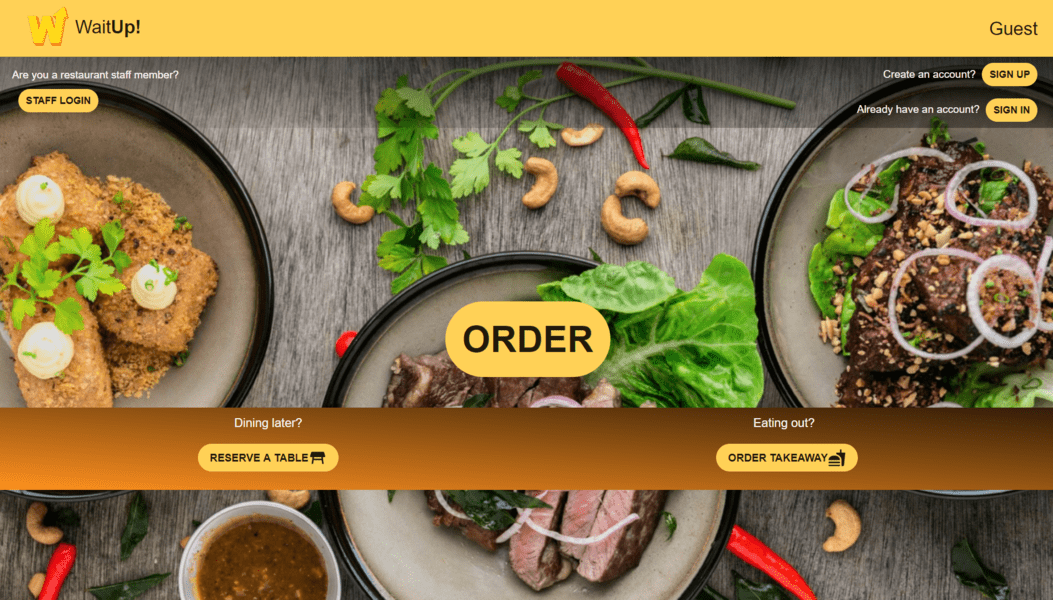 WaitUp!
Guest
Are you a restaurant staff member?
STAFF LOGIN
Create an account? SIGN UP
Already have an account? SIGN IN
ORDER
Dining later?
RESERVE A TABLE
Eating out?
ORDER TAKEAWAY